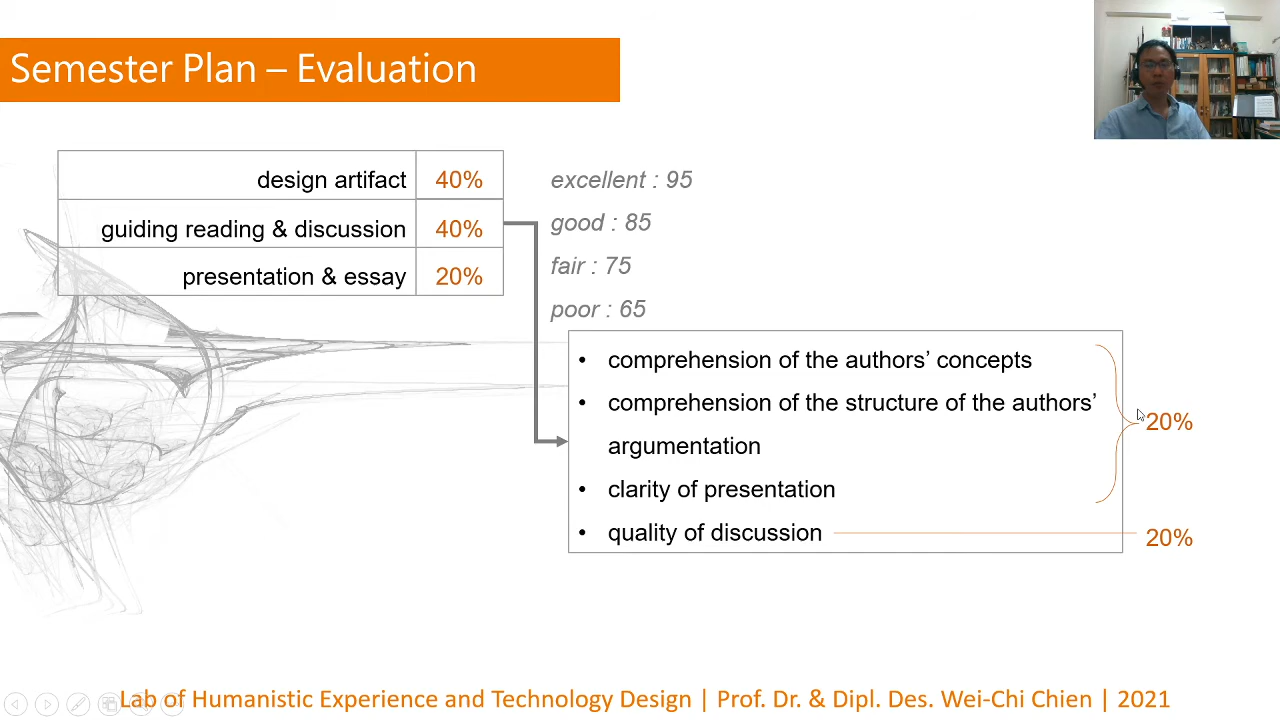 Semester Plan – Evaluation
design artifact 40%
guiding reading & discussion 40%
presentation & essay 20%
excellent : 95
good : 85
fair : 75
poor : 65
• comprehension of the authors’ concepts
• comprehension of the structure of the authors’
argumentation
• clarity of presentation
20%
• quality of discussion 20%
Lab of Humanistic Experience and Technology Design | Prof. Dr. & Dipl. Des. Wei-Chi Chien | 2021